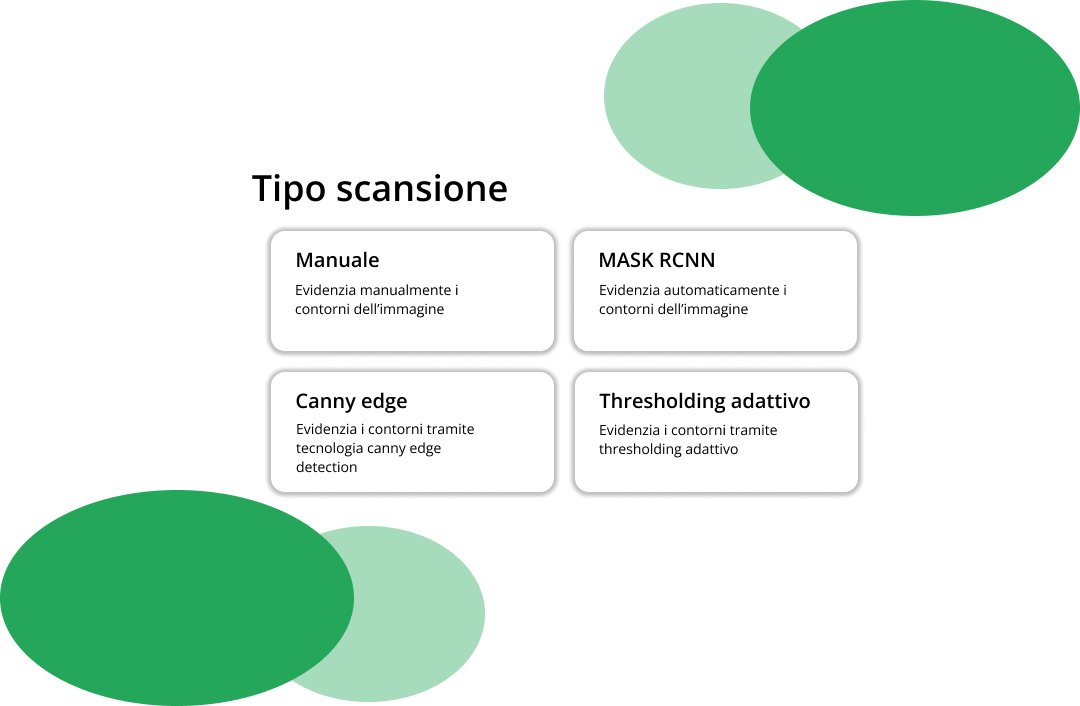 Tipo scansione
Manuale
Evidenzia manualmente i
contorni dell’immagine
MASK RCNN
Evidenzia automaticamente i
contorni dell’immagine
Canny edge
Evidenzia i contorni tramite
tecnologia canny edge
detection
Thresholding adattivo
Evidenzia i contorni tramite
thresholding adattivo